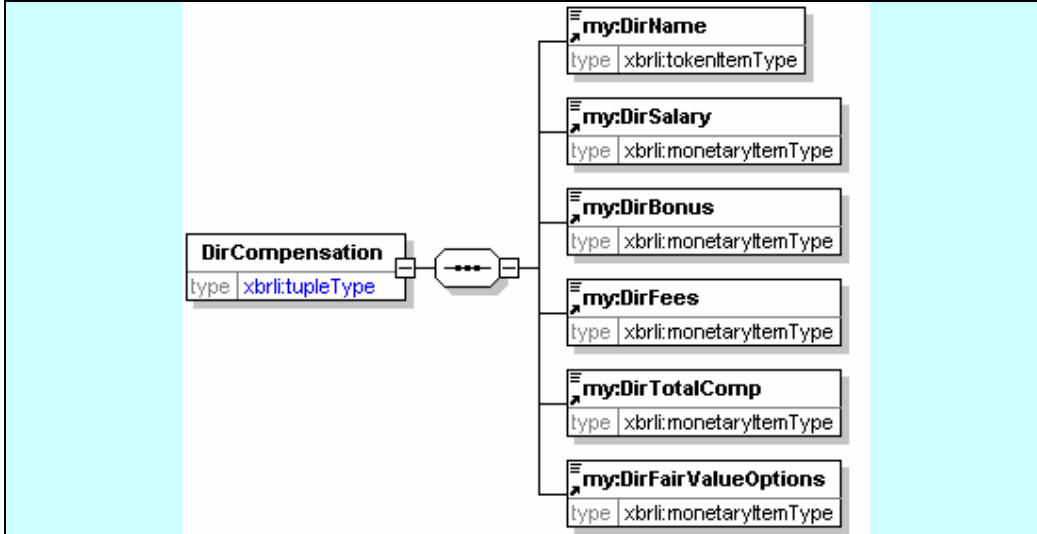 my:DirName
type xbrli:tokenItemType
my:DirSalary
type xbrli:monetaryItemType
my:DirBonus
type xbrli:monetaryItemType
DirCompensation
type xbrli:tupleType
my:DirFees
type xbrli:monetaryItemType
my:DirTotalComp
type xbrli:monetaryItemType
my:DirFairValueOptions
type xbrli:monetaryItemType